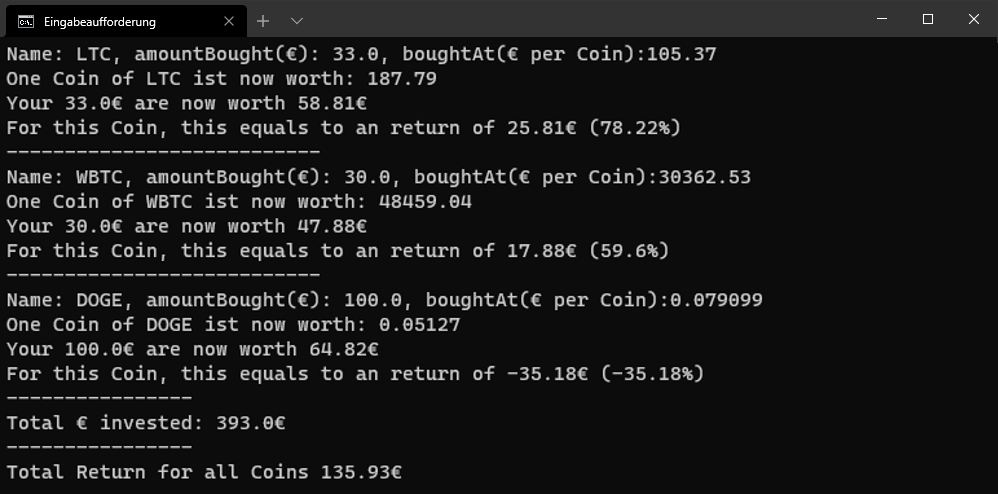 Eingabeaufforderung
Name: LTC, amountBought(€): 33.0, boughtAt(€ per Coin):105.37
One Coin of LTC ist now worth: 187.79
Your 33.0€ are now worth 58.81€
For this Coin, this equals to an return of 25.81€ (78.22%)
---------------------------
Name: WBTC, amountBought(€): 30.0, boughtAt(€ per Coin):30362.53
One Coin of WBTC ist now worth: 48459.04
Your 30.0€ are now worth 47.88€
For this Coin, this equals to an return of 17.88€ (59.6%)
---------------------------
Name: DOGE, amountBought(€): 100.0, boughtAt(€ per Coin):0.079099
One Coin of DOGE ist now worth: 0.05127
Your 100.0€ are now worth 64.82€
For this Coin, this equals to an return of -35.18€ (-35.18%)
----------------
Total € invested: 393.0€
----------------
Total Return for all Coins 135.93€